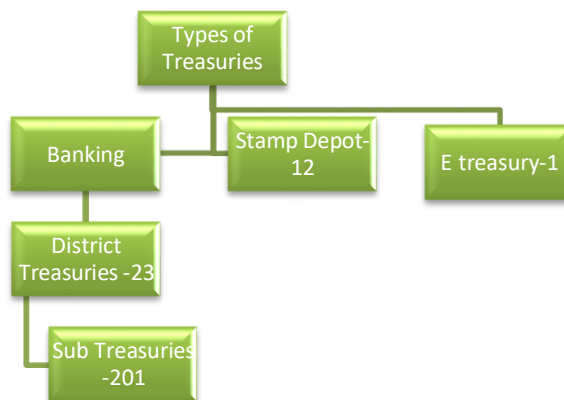 Types of
Treasuries
Banking
Stamp Depot-
12
E treasury-1
District
Treasuries -23
Sub Treasuries
-201